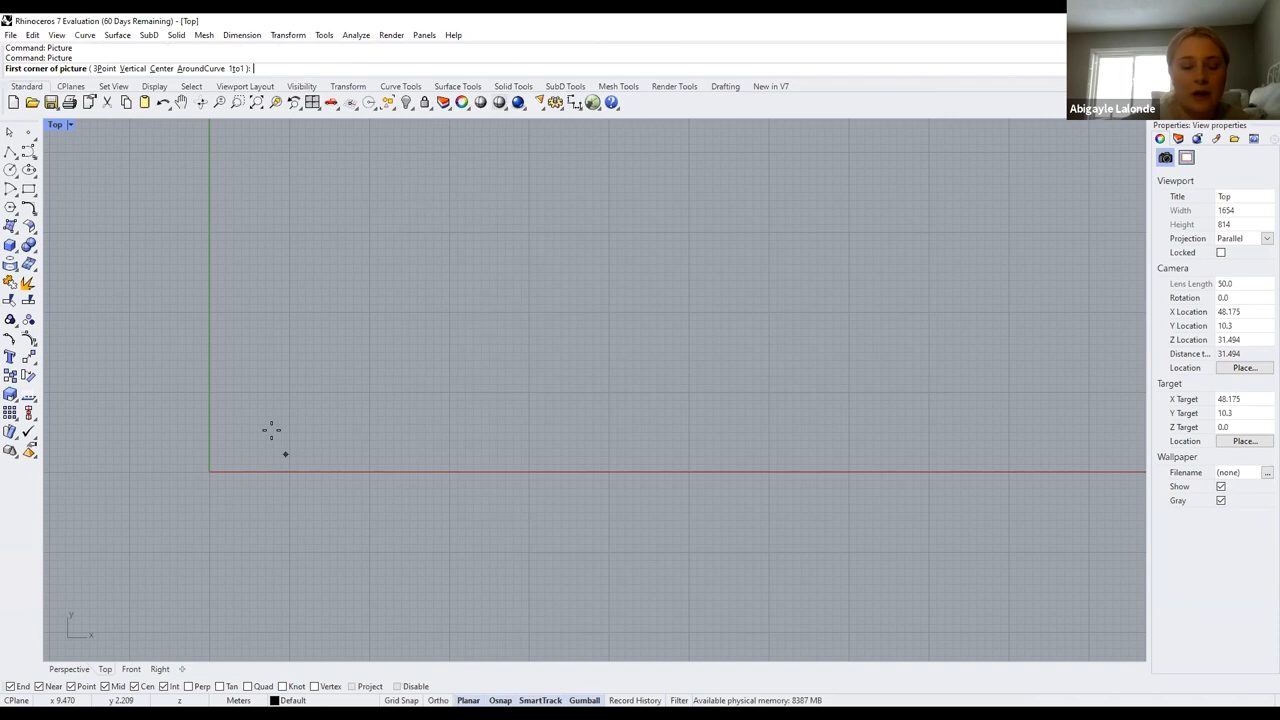 Rhinoceros 7 Evaluation (60 Days Remaining) - [Top]
File Edit View Curve Surface SubD Solid Mesh Dimension Transform Tools Analyze Render Panels Help
Command: Picture
Command: Picture
First corner of picture ( 3Point Vertical Center AroundCurve 1to1 ):
Abigayle Lalonde
Standard CPlanes Set View Display Select Viewport Layout Visibility Transform Curve Tools Surface Tools Solid Tools SubD Tools Mesh Tools Render Tools Drafting New in V7
Top
Properties: View properties
Viewport
Title Top
Width 1654
Height 814
Projection Parallel
Locked
Camera
Lens Length 50.0
Rotation 0.0
X Location 48.175
Y Location 10.3
Z Location 31.494
Distance t... 31.494
Location Place...
Target
X Target 48.175
Y Target 10.3
Z Target 0.0
Location Place...
Wallpaper
Filename (none) ...
Show
Gray
y
x
Perspective Top Front Right
End Near Point Mid Cen Int Perp Tan Quad Knot Vertex Project Disable
CPlane x 9.470 y 2.209 z Meters Default Grid Snap Ortho Planar Osnap SmartTrack Gumball Record History Filter Available physical memory: 8387 MB